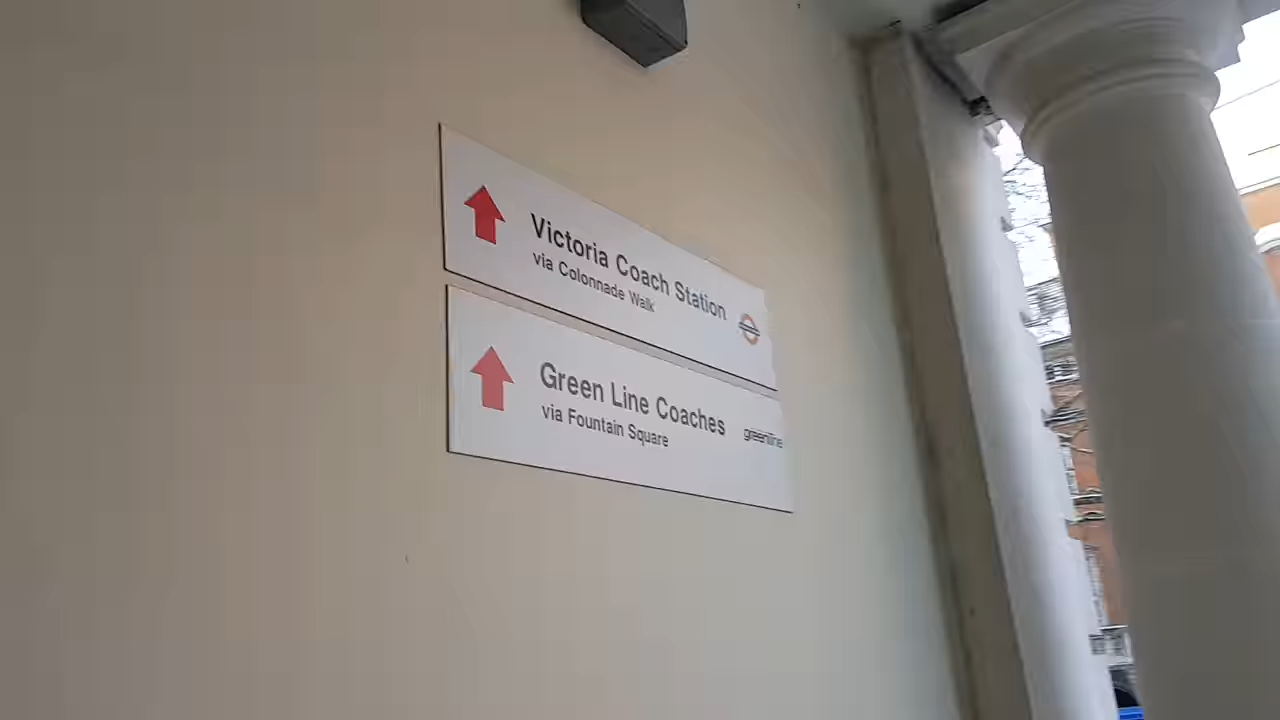 Victoria Coach Station
via Colonnade Walk
Green Line Coaches
via Fountain Square
greenline